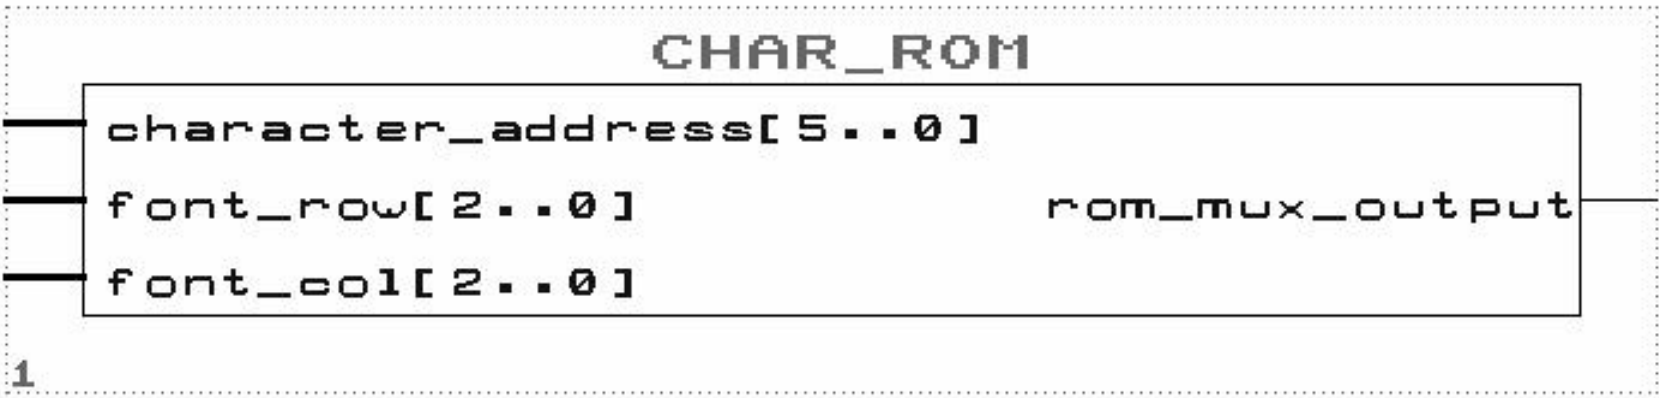 CHAR_ROM
character_address[5..0]
font_row[2..0]
rom_mux_output
font_col[2..0]
1